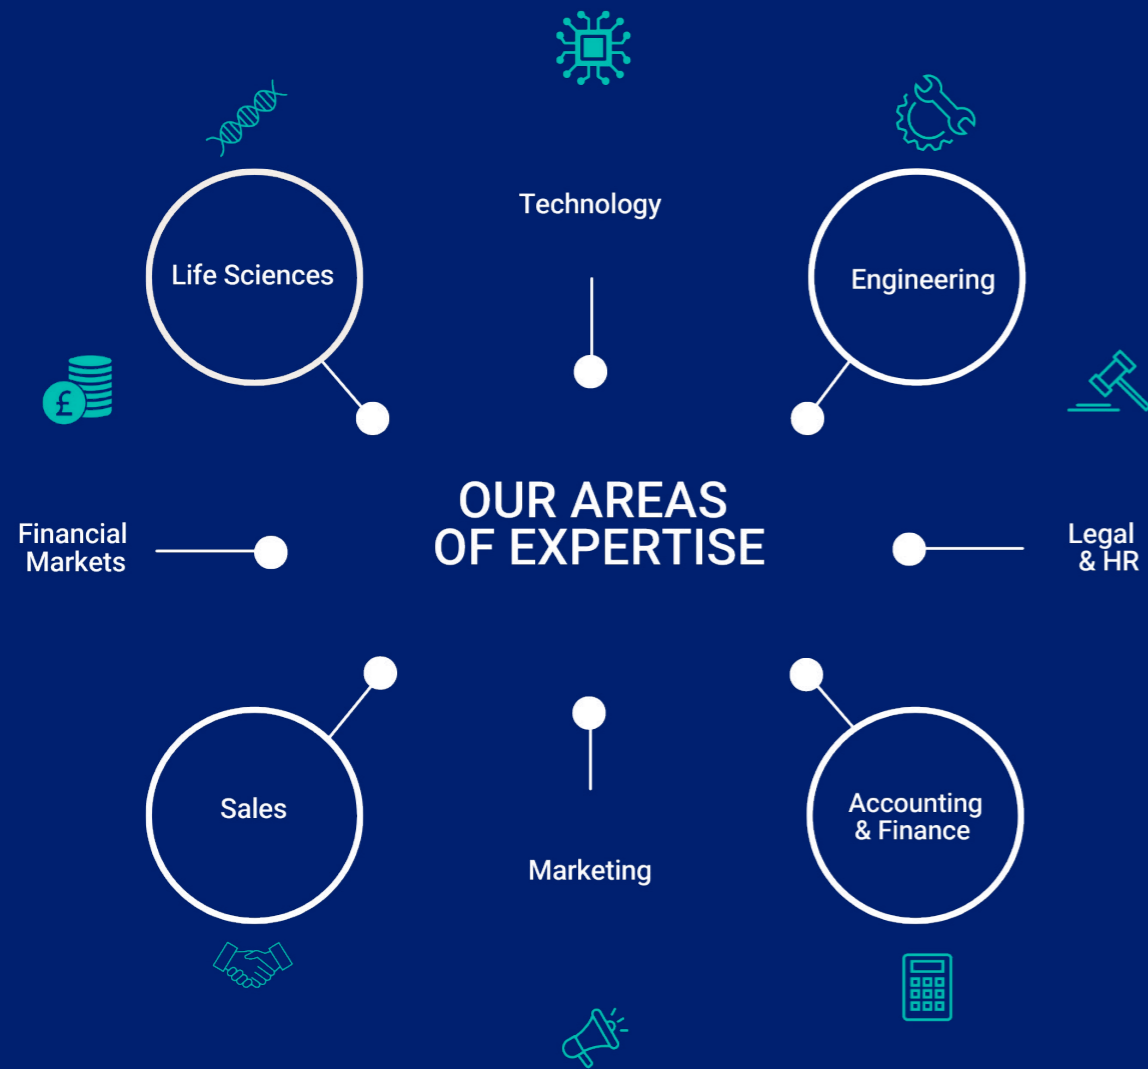 Technology
Life Sciences
Engineering
£
OUR AREAS
OF EXPERTISE
Financial
Markets
Legal
& HR
Sales
Accounting
& Finance
Marketing